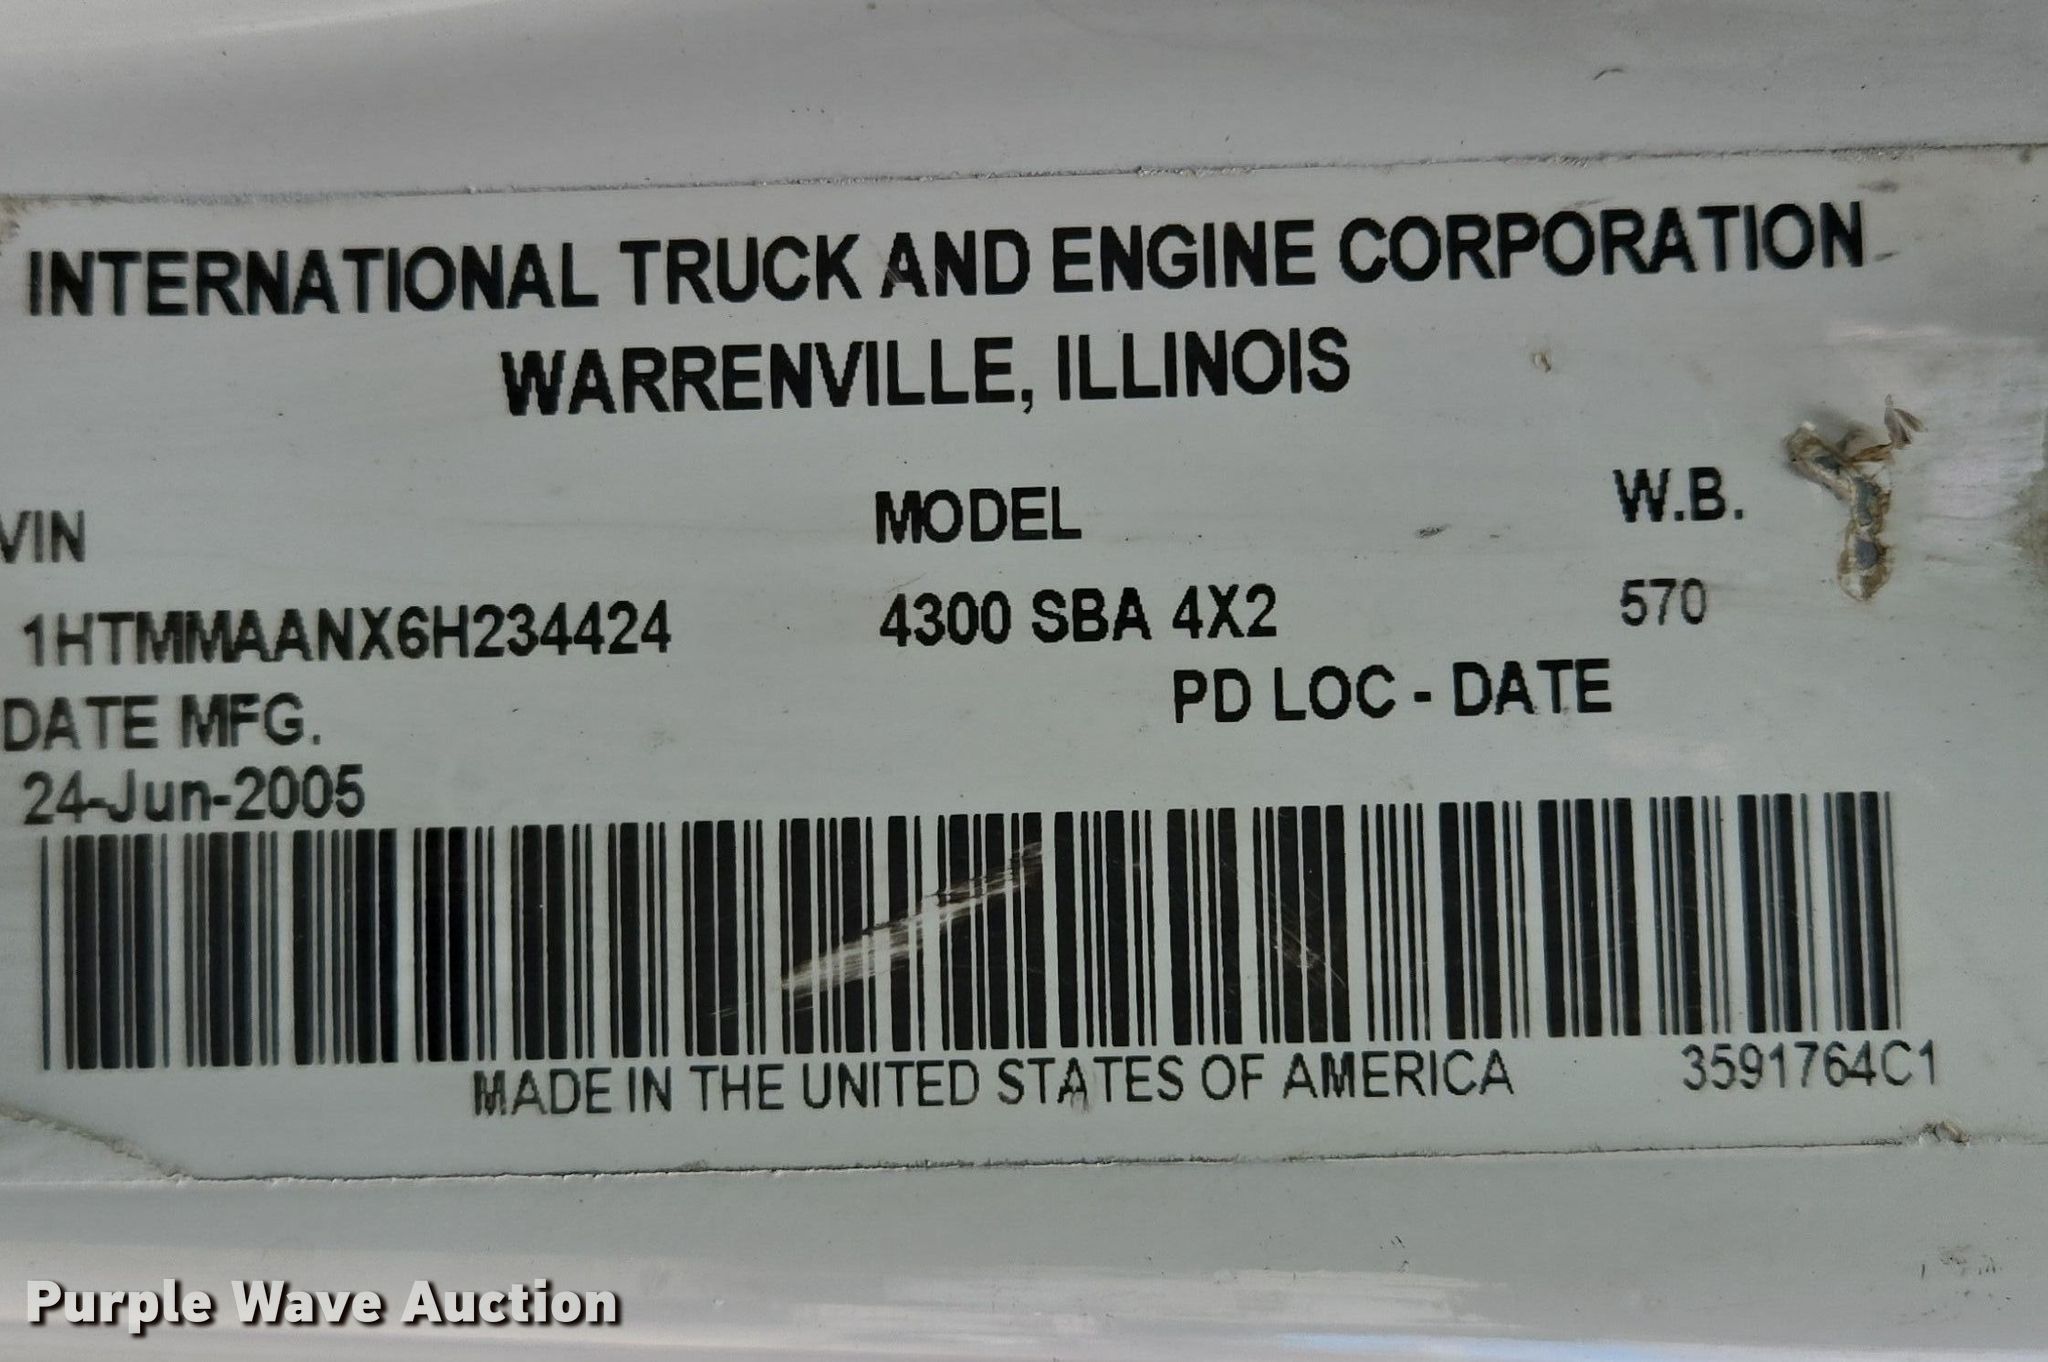 INTERNATIONAL TRUCK AND ENGINE CORPORATION
WARRENVILLE, ILLINOIS
VIN MODEL W.B.
1HTMMAANX6H234424 4300 SBA 4X2 570
DATE MFG. PD LOC - DATE
24-Jun-2005
MADE IN THE UNITED STATES OF AMERICA 3591764C1
Purple Wave Auction